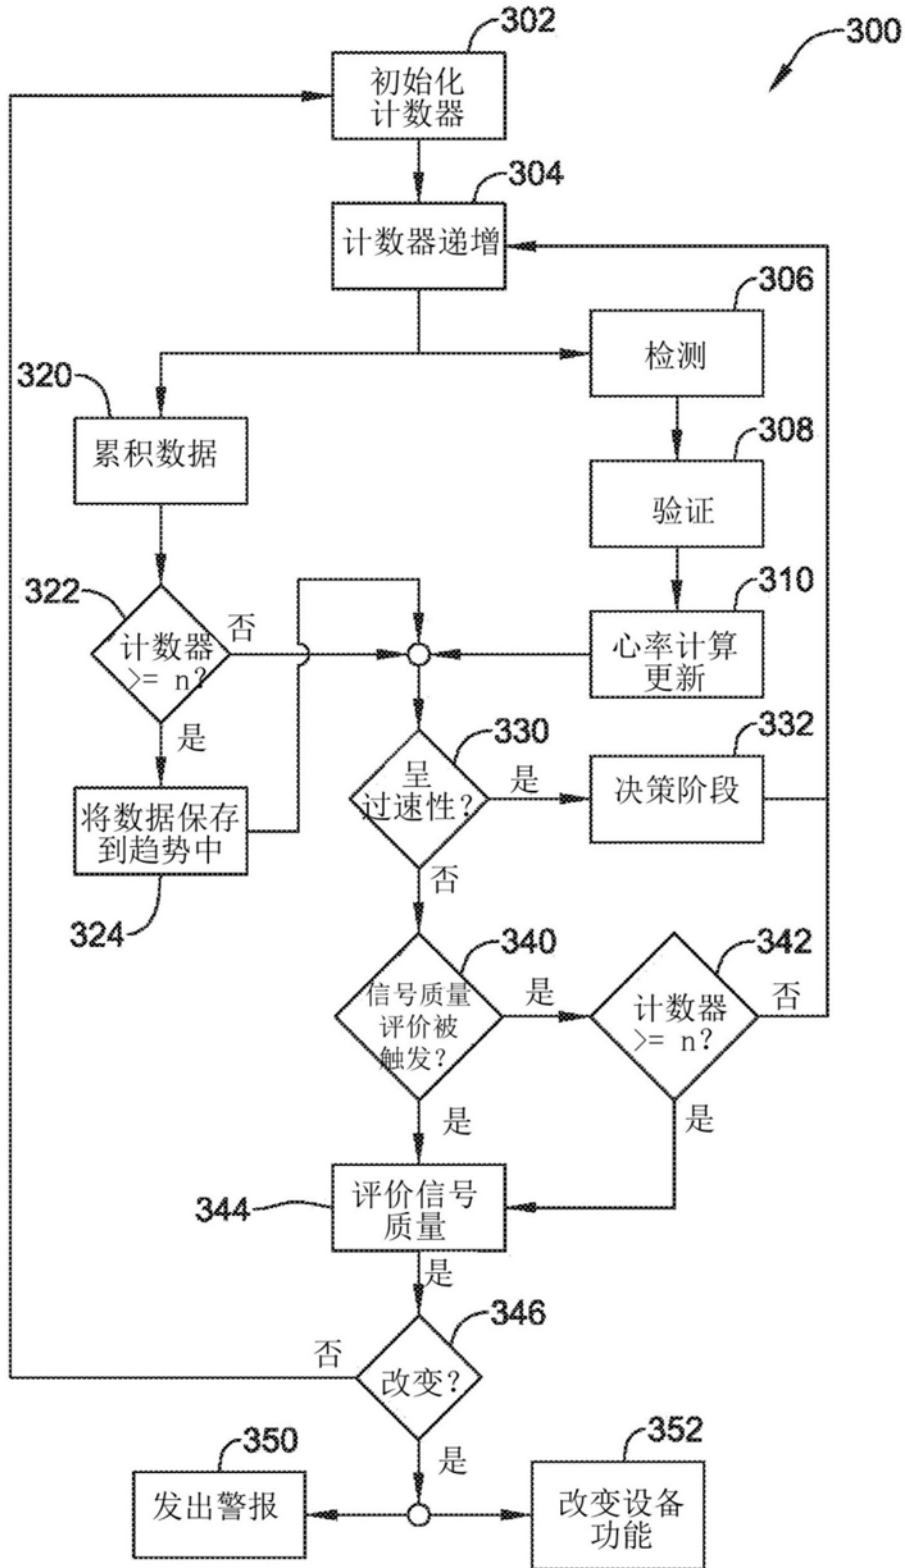 302
300
初始化
计数器
304
计数器递增
306
检测
320
累积数据
308
验证
322
计数器
>= n?
否
310
心率计算
更新
是
330
呈
过速性?
是
332
决策阶段
将数据保存
到趋势中
324
否
340
信号质量
评价被
触发?
是
342
计数器
>= n?
否
是
是
344
评价信号
质量
是
346
改变?
否
是
350
发出警报
352
改变设备
功能